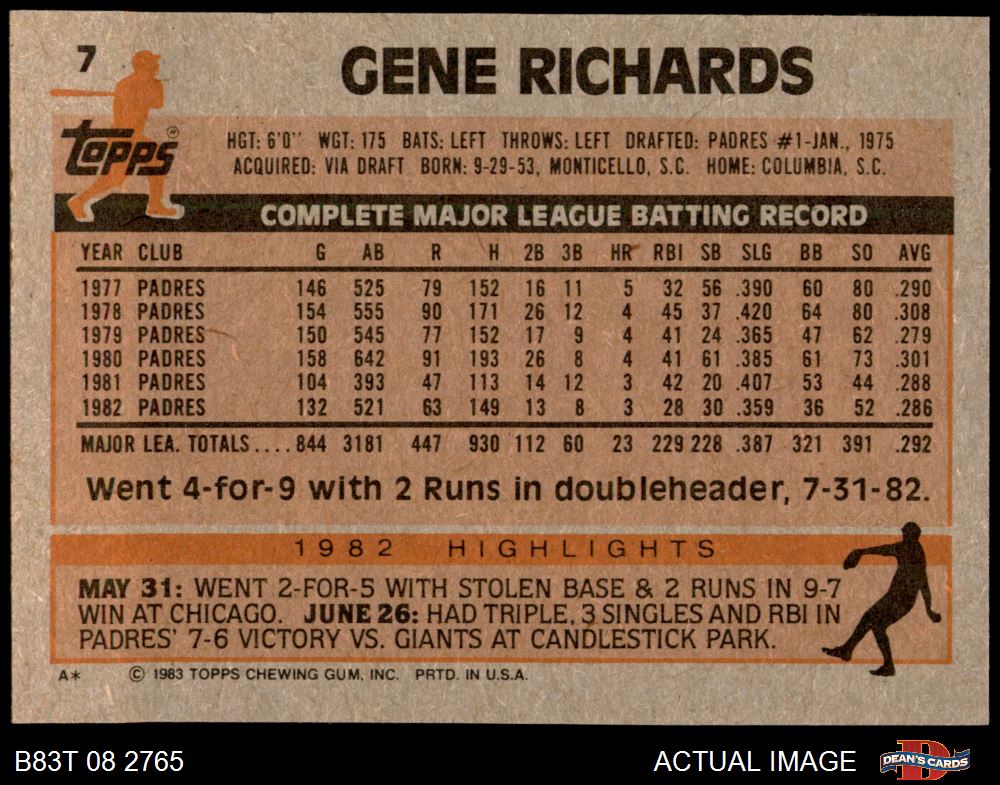 7
GENE RICHARDS
topps®
HGT: 6'0" WGT: 175 BATS: LEFT THROWS: LEFT DRAFTED: PADRES #1-JAN., 1975
ACQUIRED: VIA DRAFT BORN: 9-29-53, MONTICELLO, S.C. HOME: COLUMBIA, S.C.
COMPLETE MAJOR LEAGUE BATTING RECORD
YEAR CLUB G AB R H 2B 3B HR RBI SB SLG BB SO AVG
1977 PADRES 146 525 79 152 16 11 5 32 56 .390 60 80 .290
1978 PADRES 154 555 90 171 26 12 4 45 37 .420 64 80 .308
1979 PADRES 150 545 77 152 17 9 4 41 24 .365 47 62 .279
1980 PADRES 158 642 91 193 26 8 4 41 61 .385 61 73 .301
1981 PADRES 104 393 47 113 14 12 3 42 20 .407 53 44 .288
1982 PADRES 132 521 63 149 13 8 3 28 30 .359 36 52 .286
MAJOR LEA. TOTALS....844 3181 447 930 112 60 23 229 228 .387 321 391 .292
Went 4-for-9 with 2 Runs in doubleheader, 7-31-82.
1982 HIGHLIGHTS
MAY 31: WENT 2-FOR-5 WITH STOLEN BASE & 2 RUNS IN 9-7
WIN AT CHICAGO. JUNE 26: HAD TRIPLE, 3 SINGLES AND RBI IN
PADRES' 7-6 VICTORY VS. GIANTS AT CANDLESTICK PARK.
A* © 1983 TOPPS CHEWING GUM, INC. PRTD. IN U.S.A.
B83T 08 2765 ACTUAL IMAGE D DEAN'S CARDS